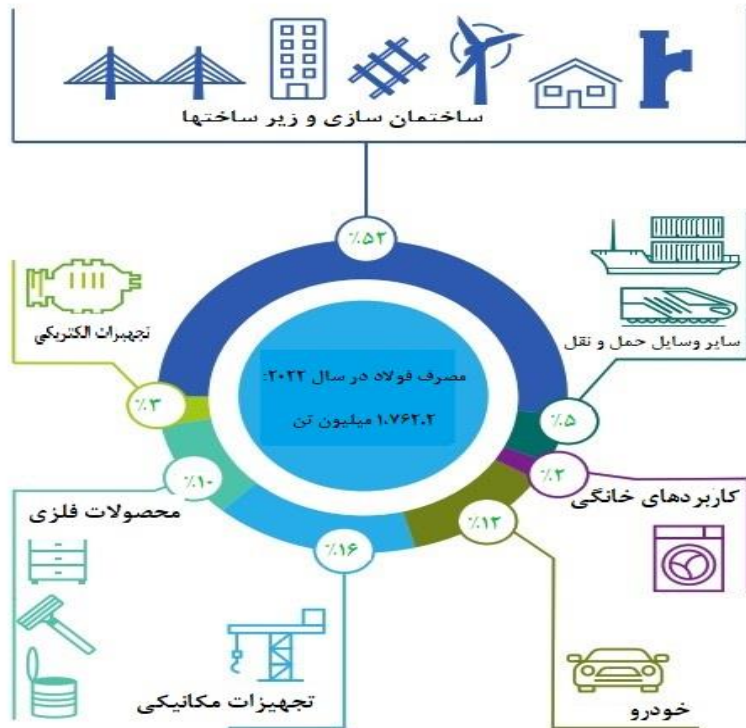 ساختمان سازی و زیر ساختها
٪۵۲
تجهیزات الکتریکی
سایر وسایل حمل و نقل
مصرف فولاد در سال ۲۰۲۲:
۱،۷۶۲.۲ میلیون تن
٪۳
٪۵
٪۱۰
٪۲
محصولات فلزی
کاربردهای خانگی
٪۱۲
٪۱۶
تجهیزات مکانیکی
خودرو